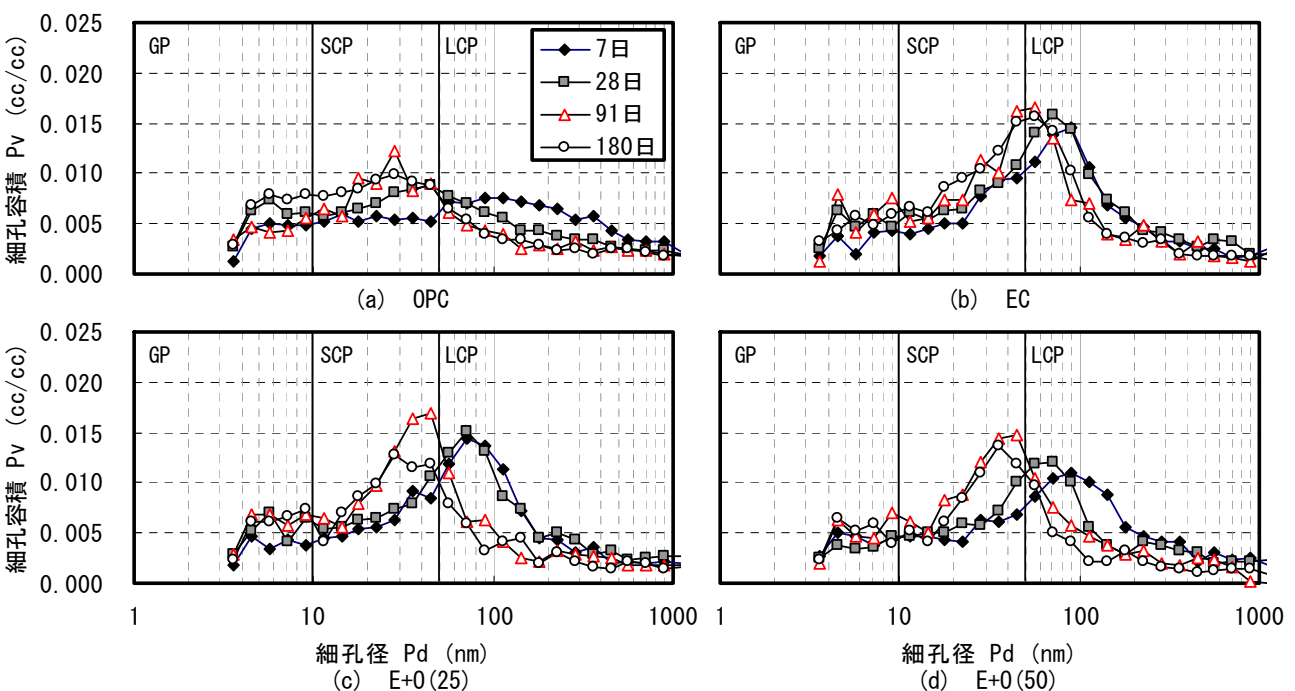 細孔容積 Pv (cc/cc)
0.025
0.020
0.015
0.010
0.005
0.000
GP
SCP
LCP
7日
28日
91日
180日
(a) OPC
GP
SCP
LCP
(b) EC
細孔容積 Pv (cc/cc)
0.025
0.020
0.015
0.010
0.005
0.000
GP
SCP
LCP
1
10
100
1000
細孔径 Pd (nm)
(c) E+O(25)
GP
SCP
LCP
1
10
100
1000
細孔径 Pd (nm)
(d) E+O(50)